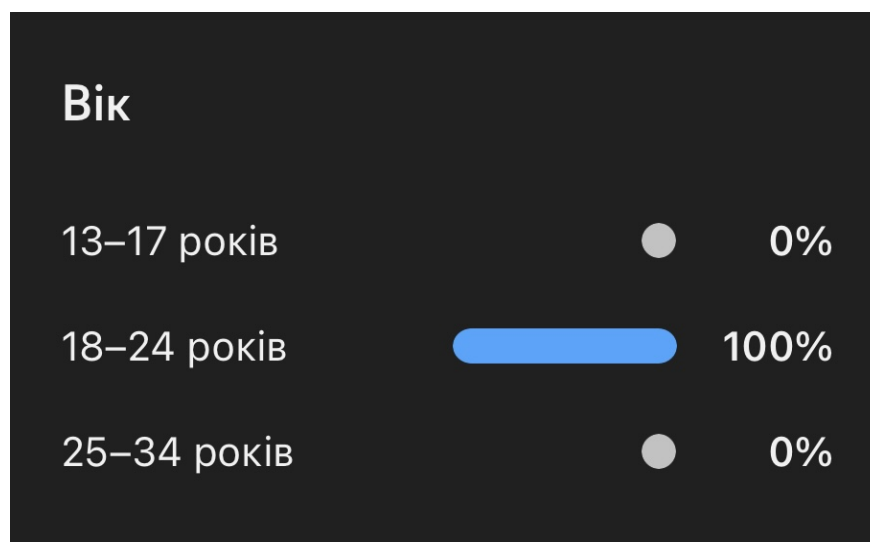 Вік
13–17 років 0%
18–24 років 100%
25–34 років 0%